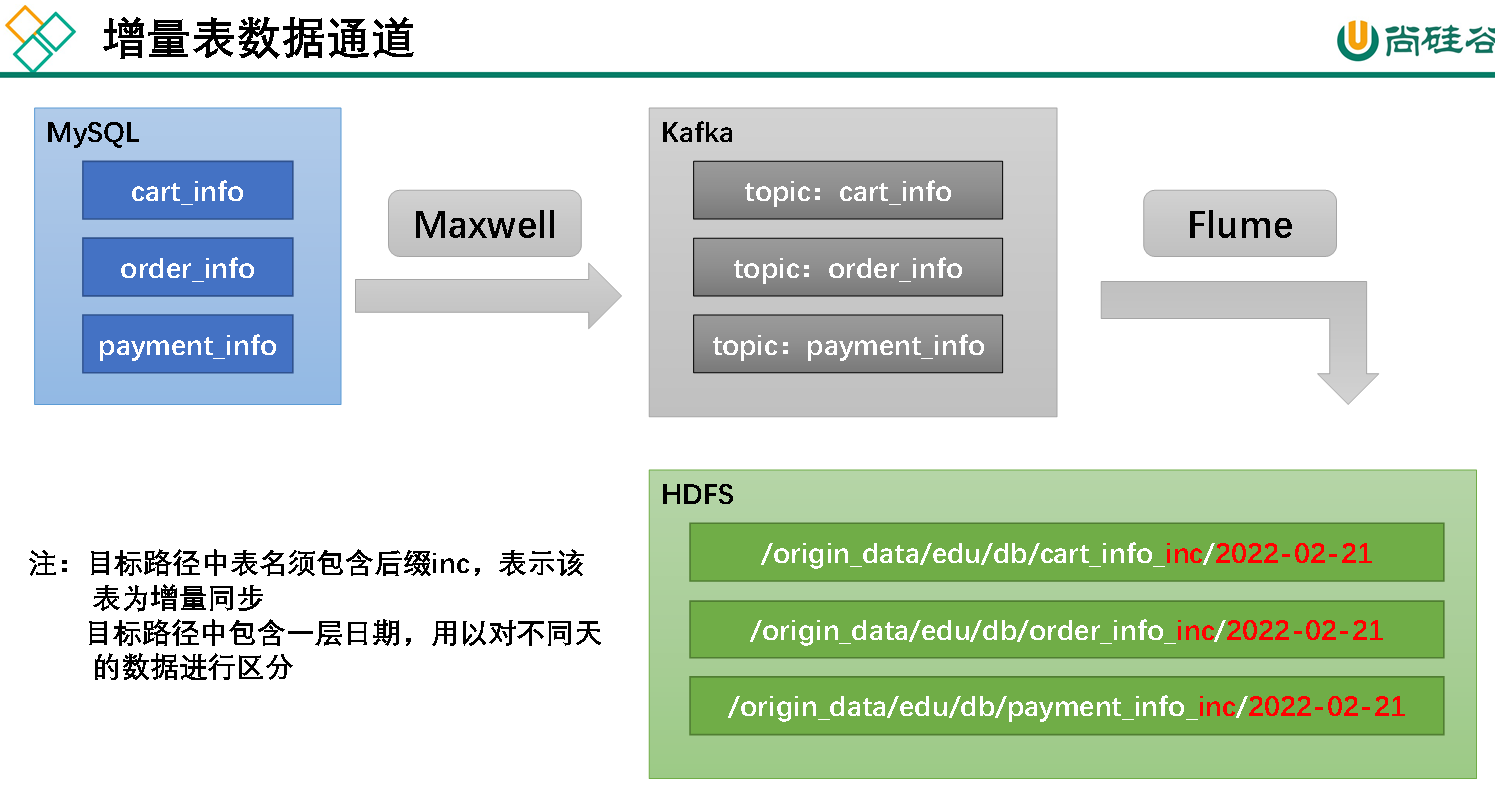 增量表数据通道
尚硅谷
MySQL
cart_info
order_info
payment_info
Maxwell
Kafka
topic：cart_info
topic：order_info
topic：payment_info
Flume
HDFS
/origin_data/edu/db/cart_info_inc/2022-02-21
/origin_data/edu/db/order_info_inc/2022-02-21
/origin_data/edu/db/payment_info_inc/2022-02-21
注：目标路径中表名须包含后缀inc，表示该
表为增量同步
目标路径中包含一层日期，用以对不同天
的数据进行区分